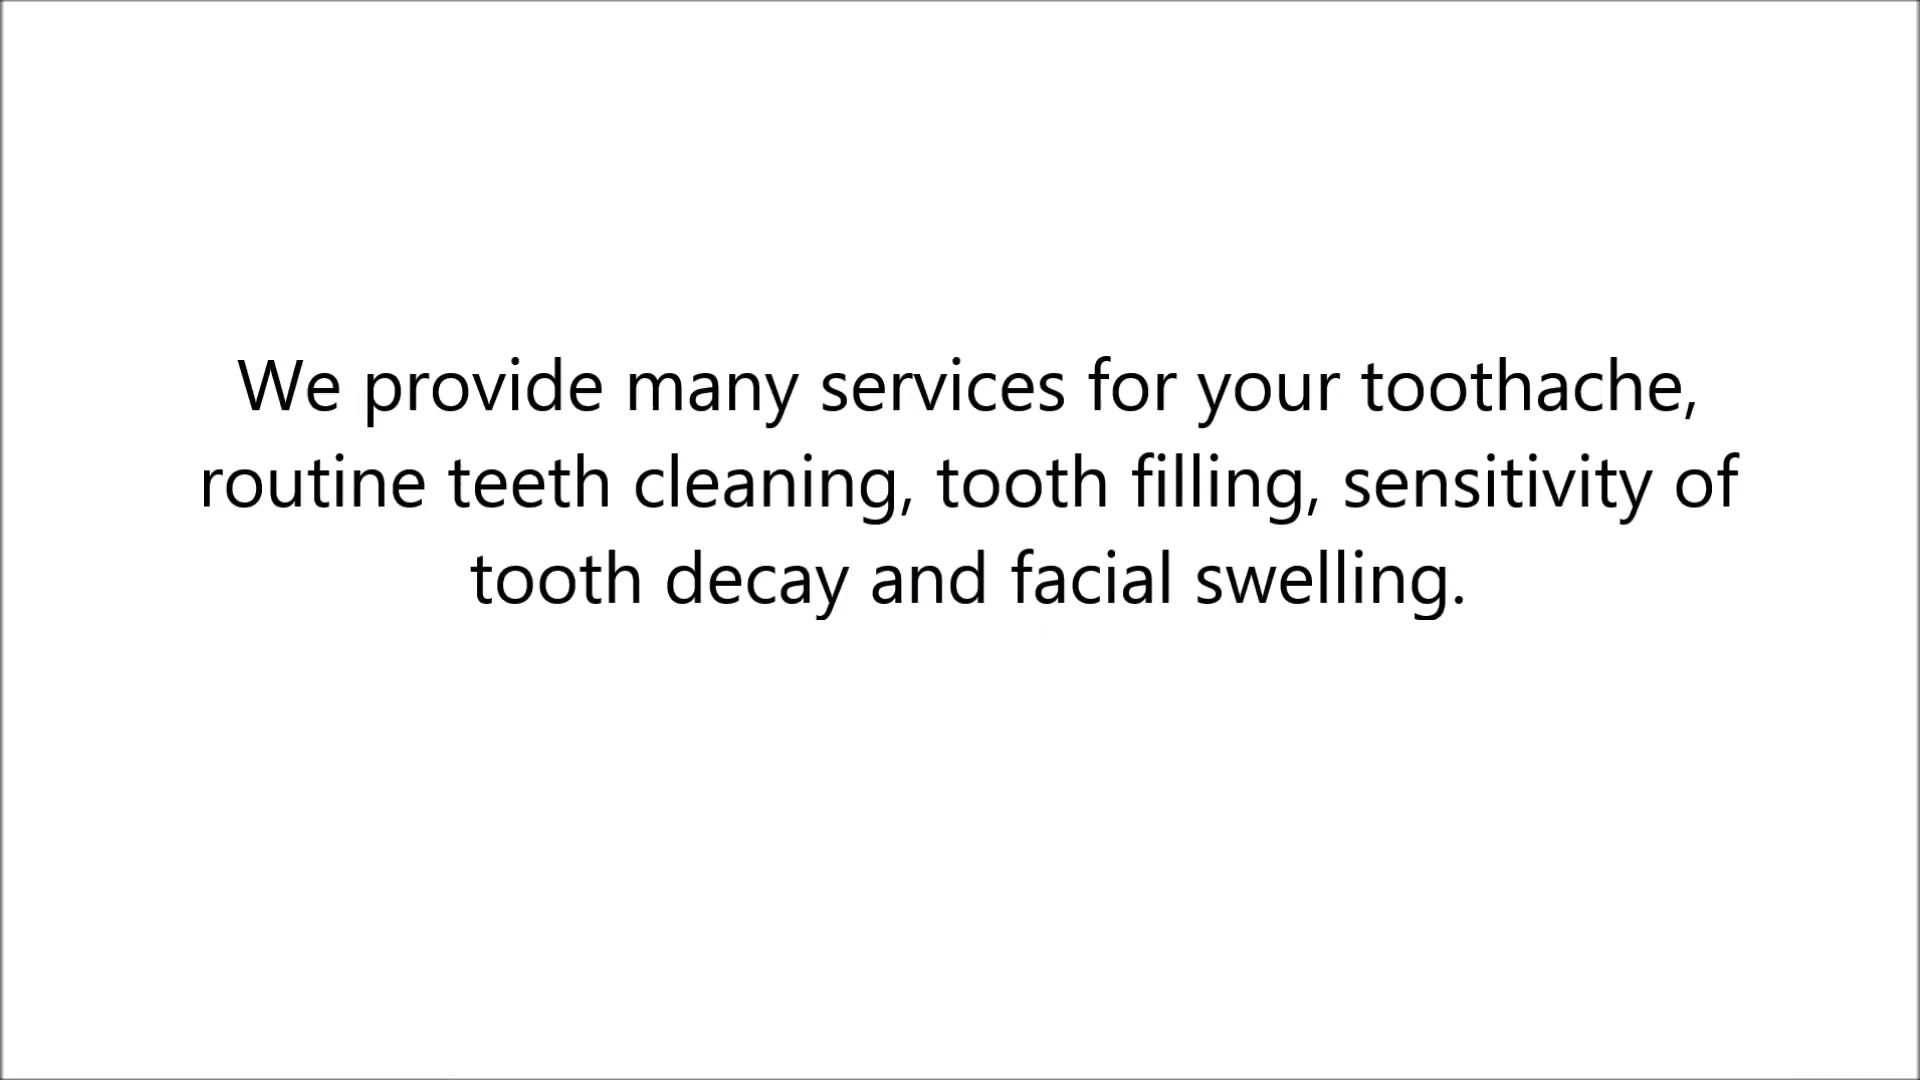 We provide many services for your toothache,
routine teeth cleaning, tooth filling, sensitivity of
tooth decay and facial swelling.